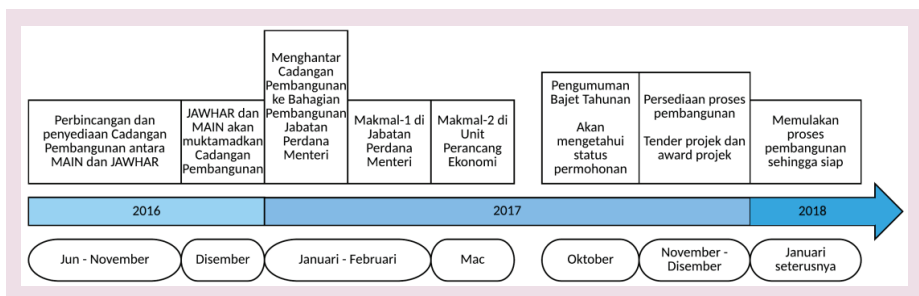 Perbincangan dan
penyediaan Cadangan
Pembangunan antara
MAIN dan JAWHAR
JAWHAR dan
MAIN akan
muktamadkan
Cadangan
Pembangunan
Menghantar
Cadangan
Pembangunan
ke Bahagian
Pembangunan
Jabatan
Perdana
Menteri
Makmal-1 di
Jabatan
Perdana
Menteri
Makmal-2 di
Unit
Perancang
Ekonomi
Pengumuman
Bajet Tahunan
Akan
mengetahui
status
permohonan
Persediaan proses
pembangunan
Tender projek dan
award projek
Memulakan
proses
pembangunan
sehingga siap
2016
2017
2018
Jun - November
Disember
Januari - Februari
Mac
Oktober
November -
Disember
Januari
seterusnya